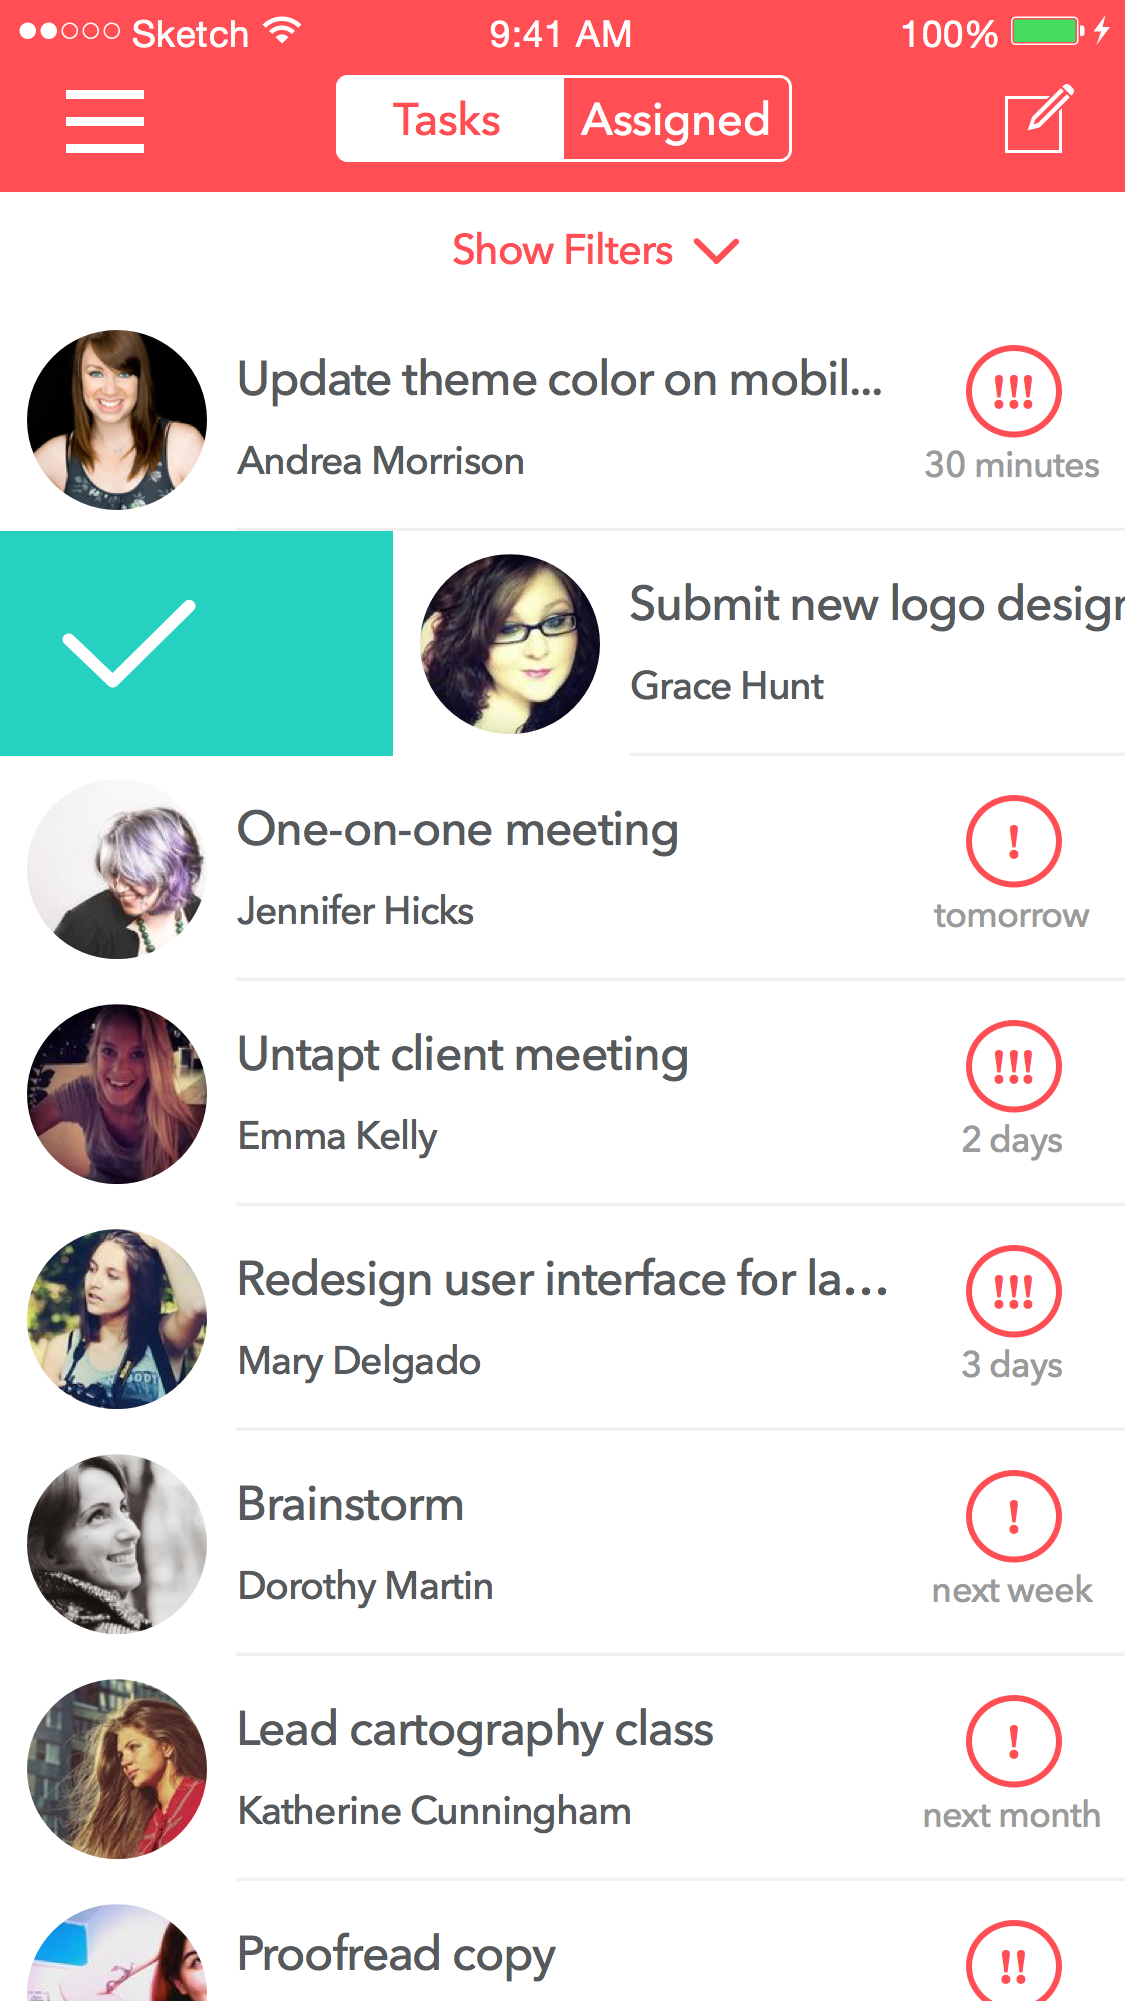 Sketch 9:41 AM 100%
Tasks Assigned
Show Filters
Update theme color on mobil...
!!!
Andrea Morrison
30 minutes
Submit new logo design
Grace Hunt
One-on-one meeting
!
Jennifer Hicks
tomorrow
Untapt client meeting
!!!
Emma Kelly
2 days
Redesign user interface for la...
!!!
Mary Delgado
3 days
Brainstorm
!
Dorothy Martin
next week
Lead cartography class
!
Katherine Cunningham
next month
Proofread copy
!!